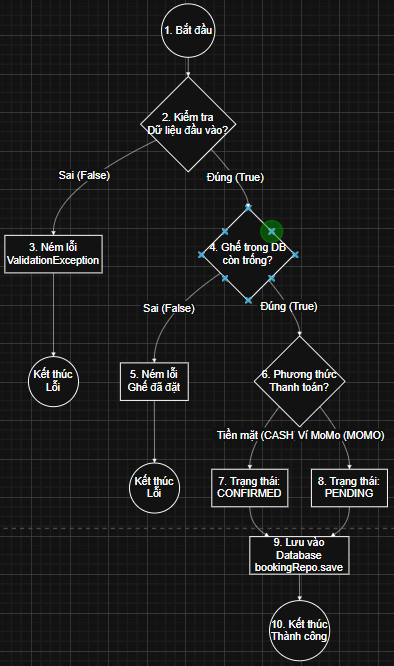 1. Bắt đầu
2. Kiểm tra
Dữ liệu đầu vào?
Sai (False)
Đúng (True)
3. Ném lỗi
ValidationException
4. Ghế trong DB
còn trống?
Sai (False)
Đúng (True)
Kết thúc
Lỗi
5. Ném lỗi
Ghế đã đặt
6. Phương thức
Thanh toán?
Tiền mặt (CASH
Ví MoMo (MOMO)
Kết thúc
Lỗi
7. Trạng thái:
CONFIRMED
8. Trạng thái:
PENDING
9. Lưu vào
Database
bookingRepo.save
10. Kết thúc
Thành công